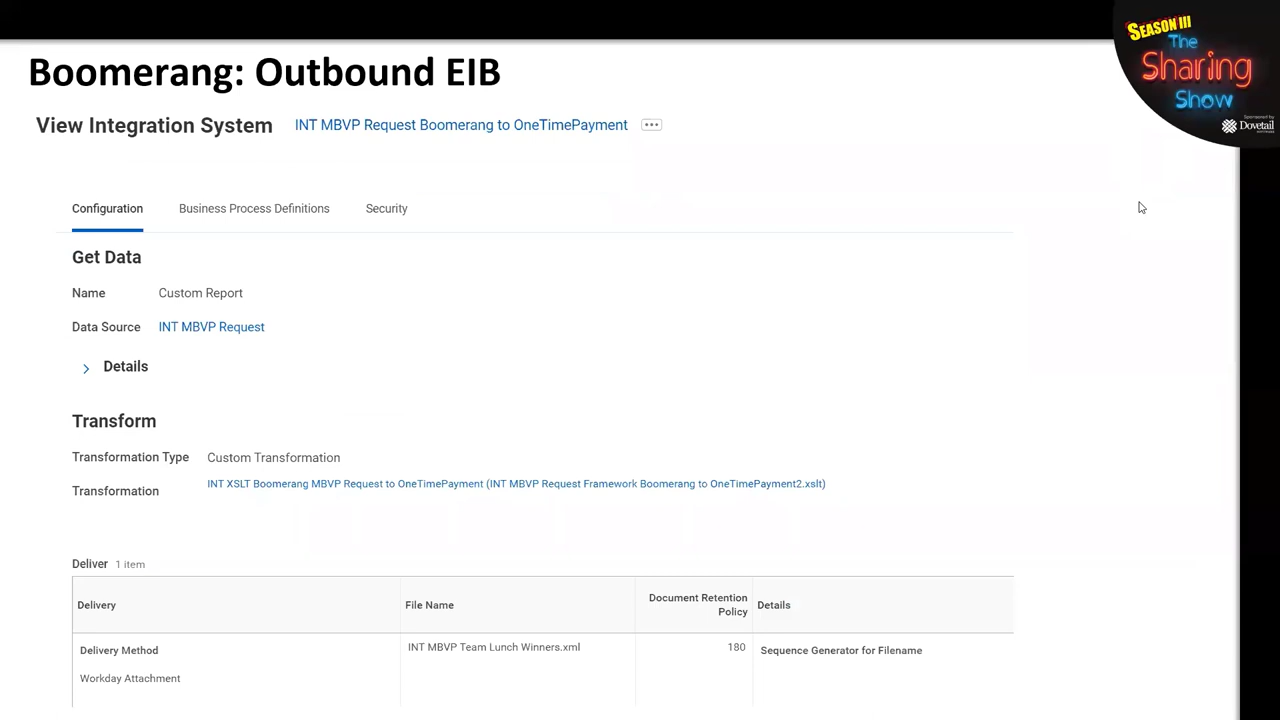 SEASON III
The
Sharing
Show
Sponsored by
Dovetail
SOFTWARE
Boomerang: Outbound EIB
View Integration System INT MBVP Request Boomerang to OneTimePayment
Configuration Business Process Definitions Security
Get Data
Name Custom Report
Data Source INT MBVP Request
Details
Transform
Transformation Type Custom Transformation
Transformation INT XSLT Boomerang MBVP Request to OneTimePayment (INT MBVP Request Framework Boomerang to OneTimePayment2.xslt)
Deliver 1 item
Delivery File Name Document Retention Policy Details
Delivery Method INT MBVP Team Lunch Winners.xml 180 Sequence Generator for Filename
Workday Attachment